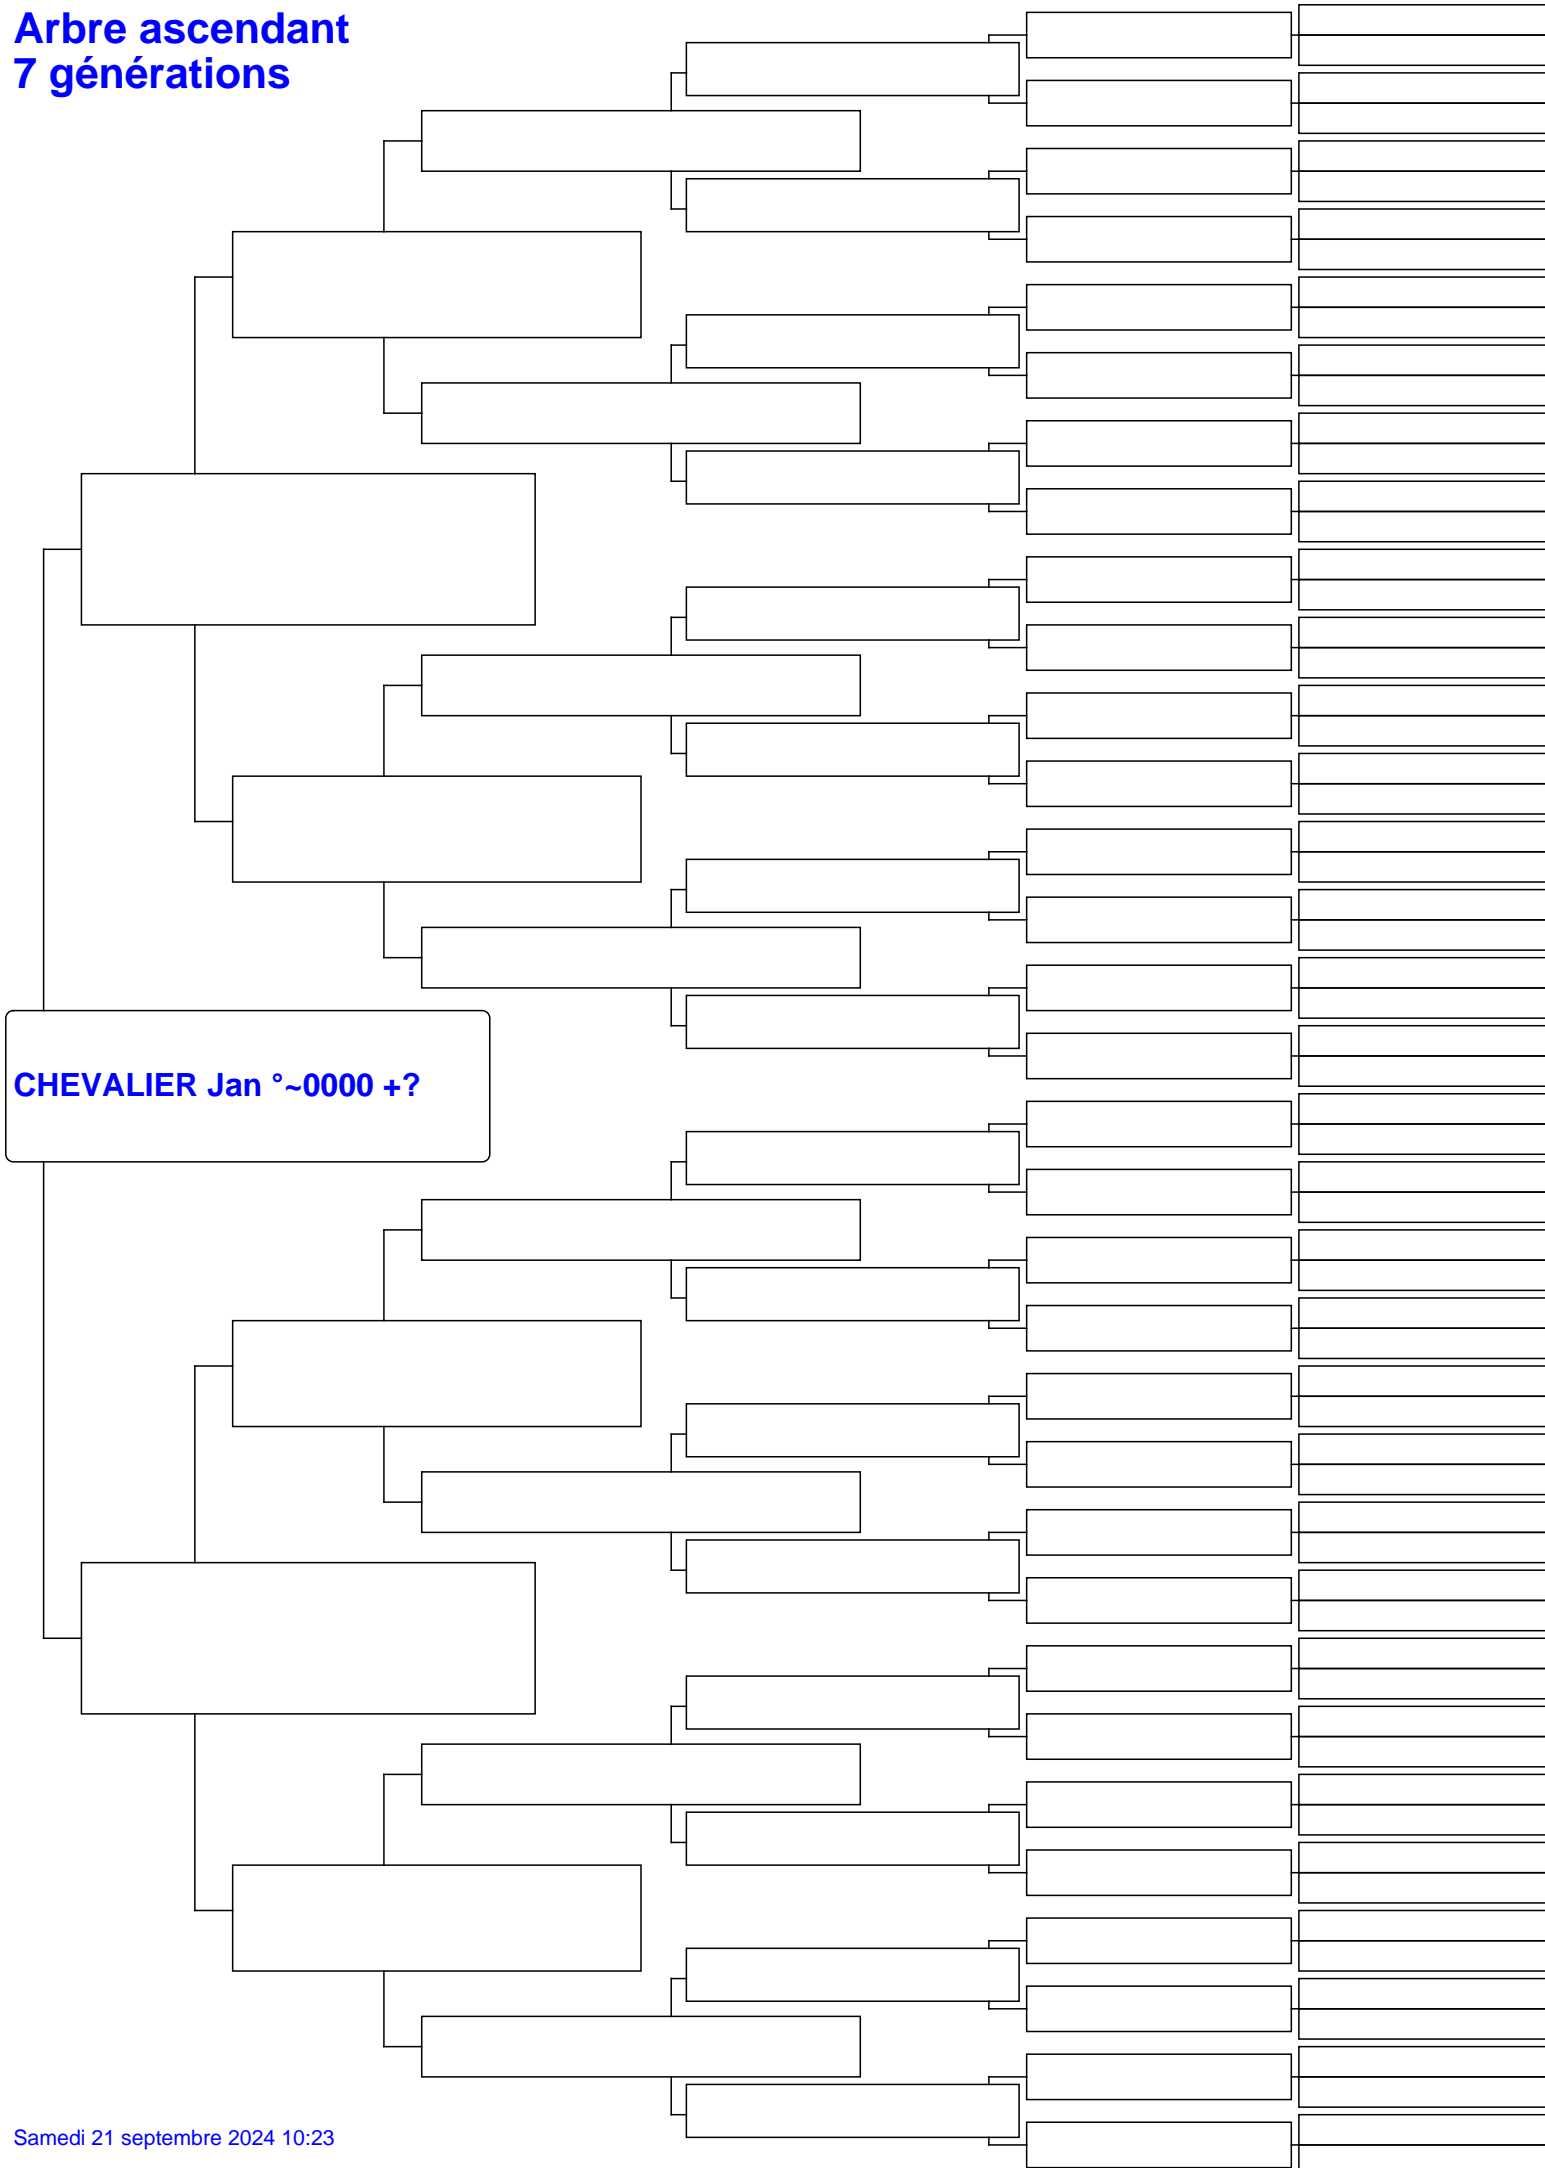 Arbre ascendant
7 générations
CHEVALIER Jan °~0000 +?
Samedi 21 septembre 2024 10:23